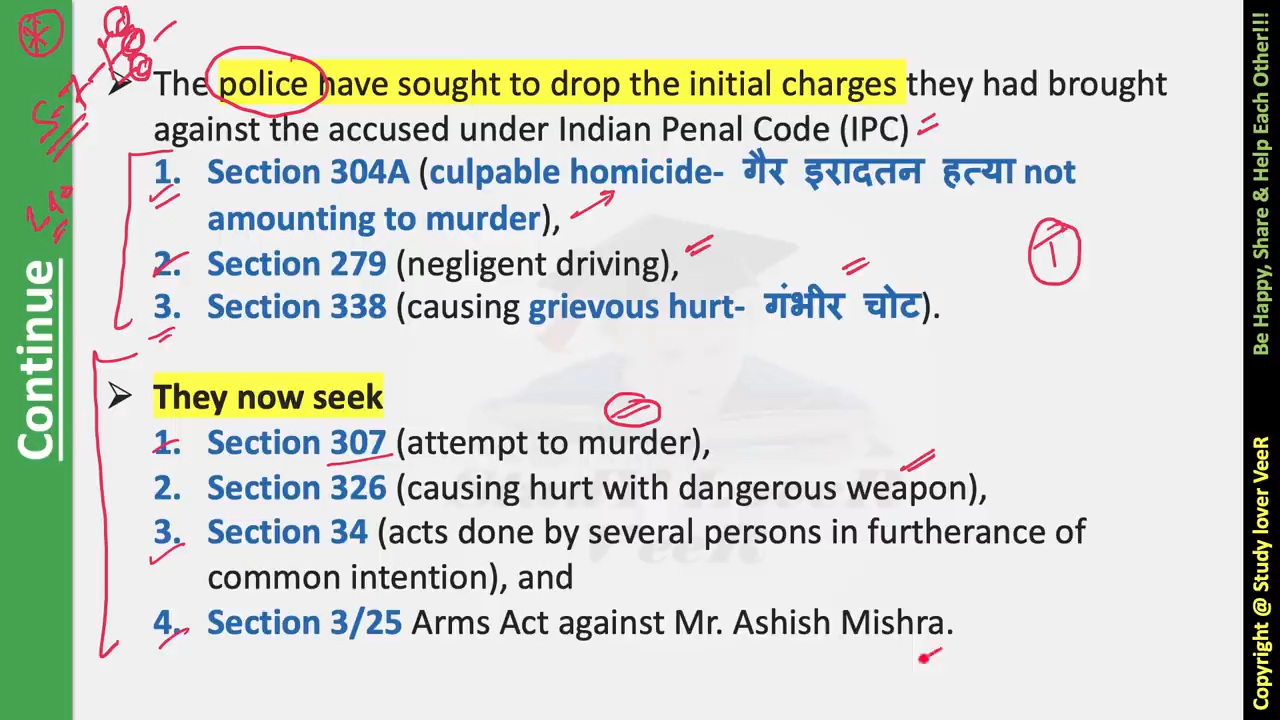 The police have sought to drop the initial charges they had brought
against the accused under Indian Penal Code (IPC)
1. Section 304A (culpable homicide- गैर इरादतन हत्या not
amounting to murder),
2. Section 279 (negligent driving),
3. Section 338 (causing grievous hurt- गंभीर चोट).
They now seek
1. Section 307 (attempt to murder),
2. Section 326 (causing hurt with dangerous weapon),
3. Section 34 (acts done by several persons in furtherance of
common intention), and
4. Section 3/25 Arms Act against Mr. Ashish Mishra.
Continue
Be Happy, Share & Help Each Other!!!
Copyright @ Study lover VeeR